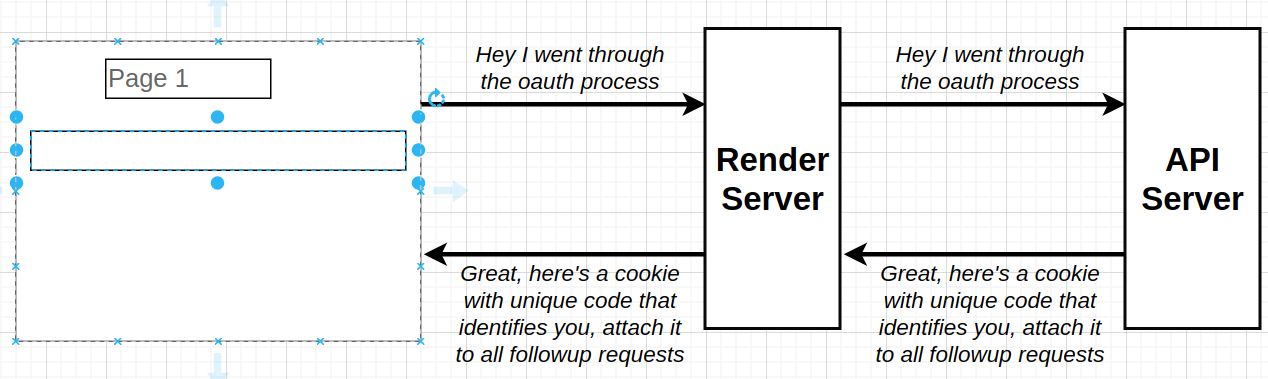 Page 1
Hey I went through
the oauth process
Great, here's a cookie
with unique code that
identifies you, attach it
to all followup requests
Render
Server
Hey I went through
the oauth process
Great, here's a cookie
with unique code that
identifies you, attach it
to all followup requests
API
Server